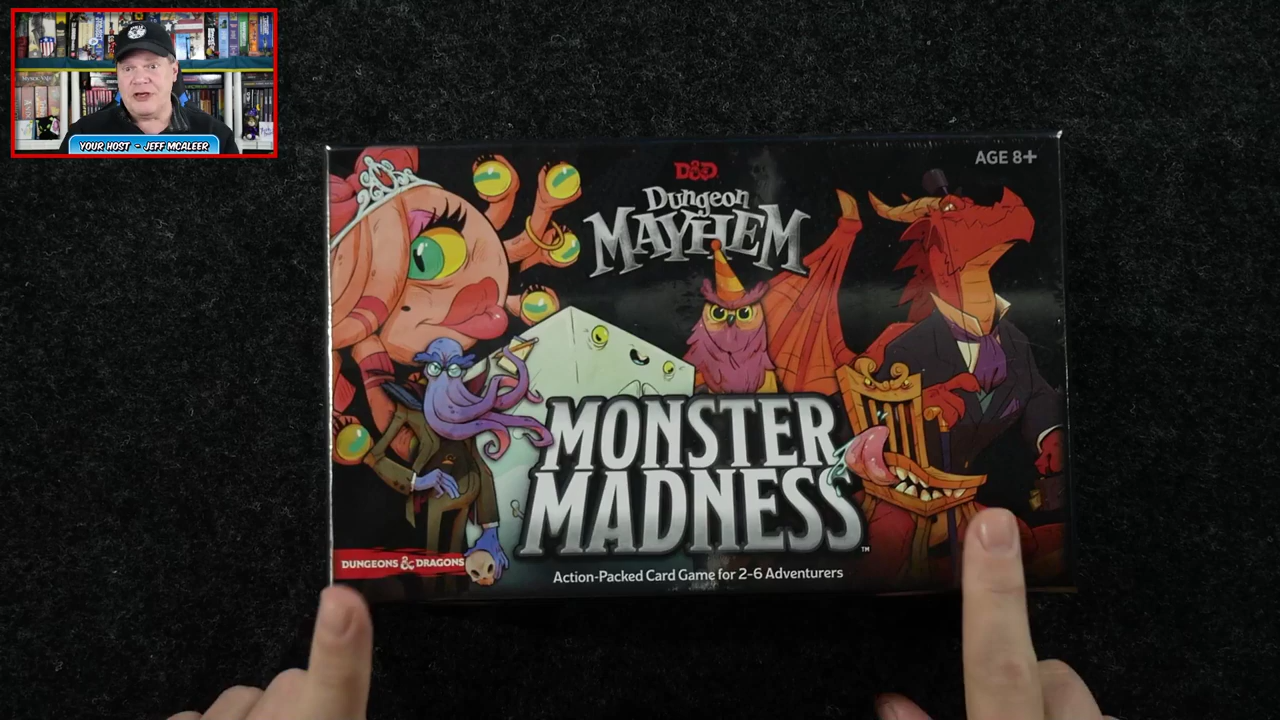 YOUR HOST - JEFF MCALEER
AGE 8+
D&D
Dungeon
MAYHEM
MONSTER
MADNESS™
DUNGEONS & DRAGONS
Action-Packed Card Game for 2-6 Adventurers